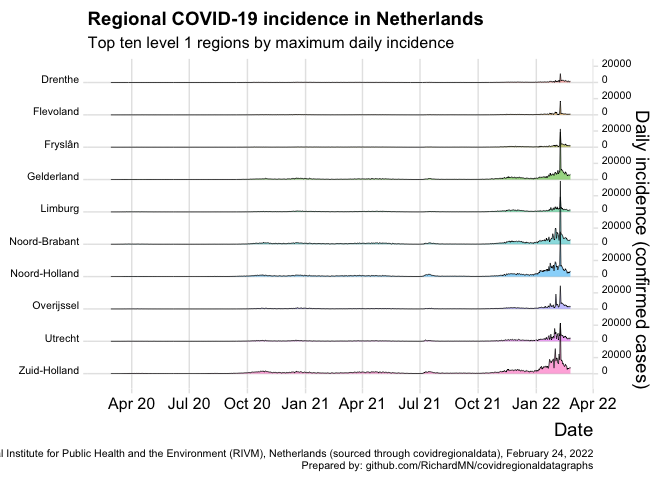 Regional COVID-19 incidence in Netherlands
Top ten level 1 regions by maximum daily incidence
Drenthe
Flevoland
Fryslân
Gelderland
Limburg
Noord-Brabant
Noord-Holland
Overijssel
Utrecht
Zuid-Holland
20000
0
20000
0
20000
0
20000
0
20000
0
20000
0
20000
0
20000
0
20000
0
20000
0
Daily incidence (confirmed cases)
Apr 20 Jul 20 Oct 20 Jan 21 Apr 21 Jul 21 Oct 21 Jan 22 Apr 22
Date
Institute for Public Health and the Environment (RIVM), Netherlands (sourced through covidregionaldata), February 24, 2022
Prepared by: github.com/RichardMN/covidregionaldatagraphs